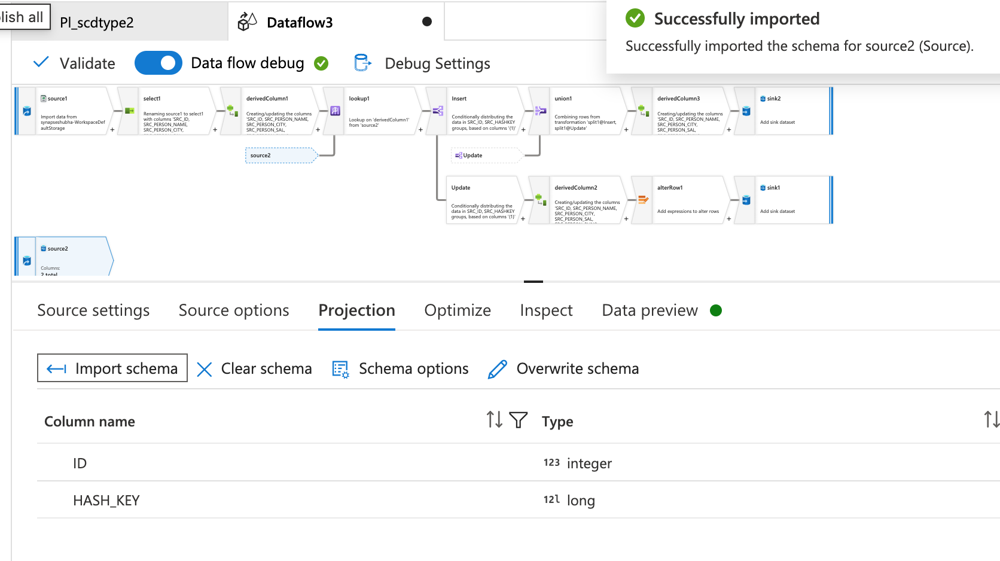 lish all
Pl_scdtype2
Dataflow3
Successfully imported
Successfully imported the schema for source2 (Source).
Validate
Data flow debug
Debug Settings
source1
Import data from
synapseshubha-WorkspaceDef
aultStorage
+
select1
Renaming source1 to select1
with columns 'SRC_ID,
SRC_PERSON_NAME,
SRC_PERSON_CITY,
+
derivedColumn1
Creating/updating the columns
'SRC_ID, SRC_PERSON_NAME,
SRC_PERSON_CITY,
SRC_PERSON_SAL,
+
lookup1
Lookup on 'derivedColumn1'
from 'source2'
+
Insert
Conditionally distributing the
data in SRC_ID, SRC_HASHKEY
groups, based on columns '{1}'
+
union1
Combining rows from
transformation 'split1@Insert,
split1@Update'
+
derivedColumn3
Creating/updating the columns
'SRC_ID, SRC_PERSON_NAME,
SRC_PERSON_CITY,
SRC_PERSON_SAL,
+
sink2
Add sink dataset
source2
Update
Update
Conditionally distributing the
data in SRC_ID, SRC_HASHKEY
groups, based on columns '{1}'
+
derivedColumn2
Creating/updating the columns
'SRC_ID, SRC_PERSON_NAME,
SRC_PERSON_CITY,
SRC_PERSON_SAL,
+
alterRow1
Add expressions to alter rows
+
sink1
Add sink dataset
source2
Columns:
2 total
Source settings
Source options
Projection
Optimize
Inspect
Data preview
Import schema
Clear schema
Schema options
Overwrite schema
Column name
Type
ID
123 integer
HASH_KEY
12l long